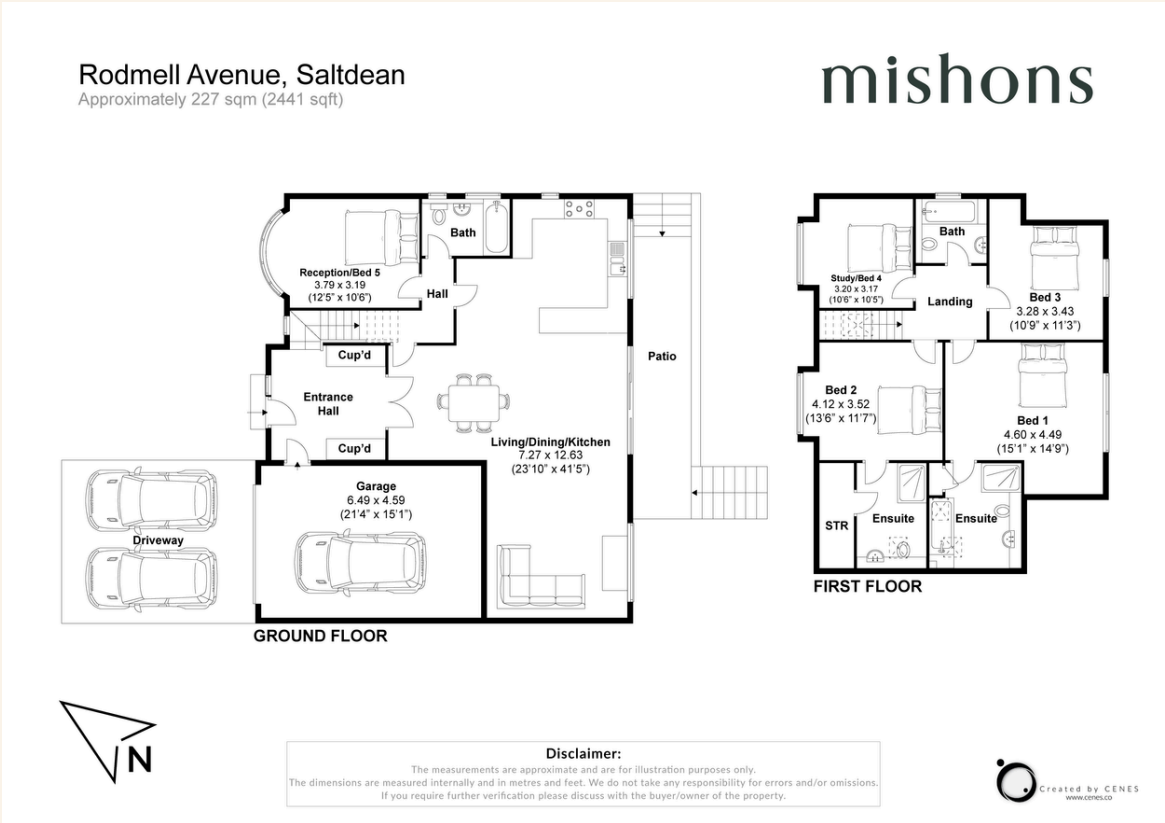 Rodmell Avenue, Saltdean
Approximately 227 sqm (2441 sqft)
mishons
Reception/Bed 5
3.79 x 3.19
(12'5" x 10'6")
Bath
Hall
Cup'd
Entrance
Hall
Cup'd
Living/Dining/Kitchen
7.27 x 12.63
(23'10" x 41'5")
Patio
Garage
6.49 x 4.59
(21'4" x 15'1")
Driveway
GROUND FLOOR
Study/Bed 4
3.20 x 3.17
(10'6" x 10'5")
Bath
Landing
Bed 3
3.28 x 3.43
(10'9" x 11'3")
Bed 2
4.12 x 3.52
(13'6" x 11'7")
Bed 1
4.60 x 4.49
(15'1" x 14'9")
STR
Ensuite
Ensuite
FIRST FLOOR
N
Disclaimer:
The measurements are approximate and are for illustration purposes only.
The dimensions are measured internally and in metres and feet. We do not take any responsibility for errors and/or omissions.
If you require further verification please discuss with the buyer/owner of the property.
Created by CENES
www.cenes.co